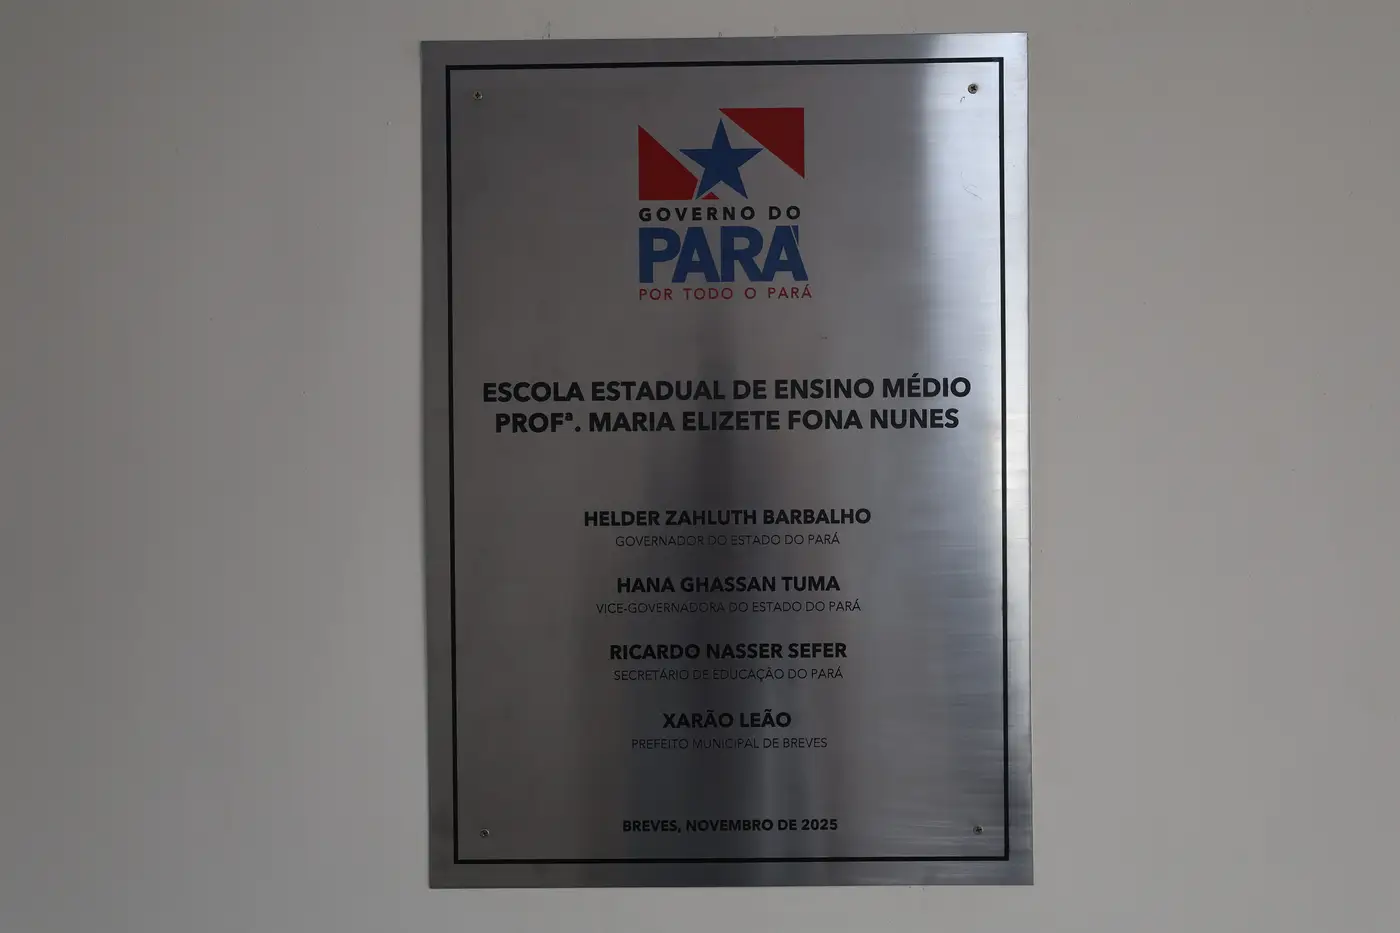 GOVERNO DO
PARÁ
POR TODO O PARÁ
ESCOLA ESTADUAL DE ENSINO MÉDIO
PROFª. MARIA ELIZETE FONA NUNES
HELDER ZAHLUTH BARBALHO
GOVERNADOR DO ESTADO DO PARÁ
HANA GHASSAN TUMA
VICE-GOVERNADORA DO ESTADO DO PARÁ
RICARDO NASSER SEFER
SECRETÁRIO DE EDUCAÇÃO DO PARÁ
XARÃO LEÃO
PREFEITO MUNICIPAL DE BREVES
BREVES, NOVEMBRO DE 2025